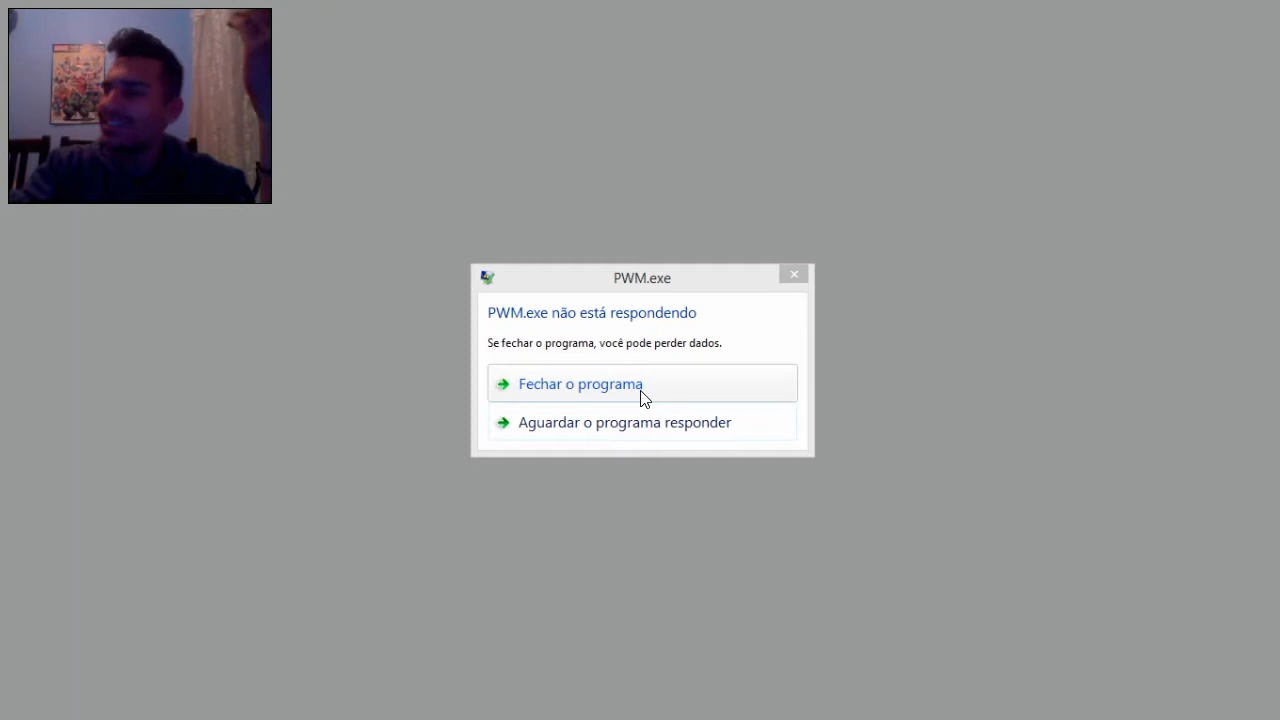 PWM.exe
PWM.exe não está respondendo
Se fechar o programa, você pode perder dados.
Fechar o programa
Aguardar o programa responder